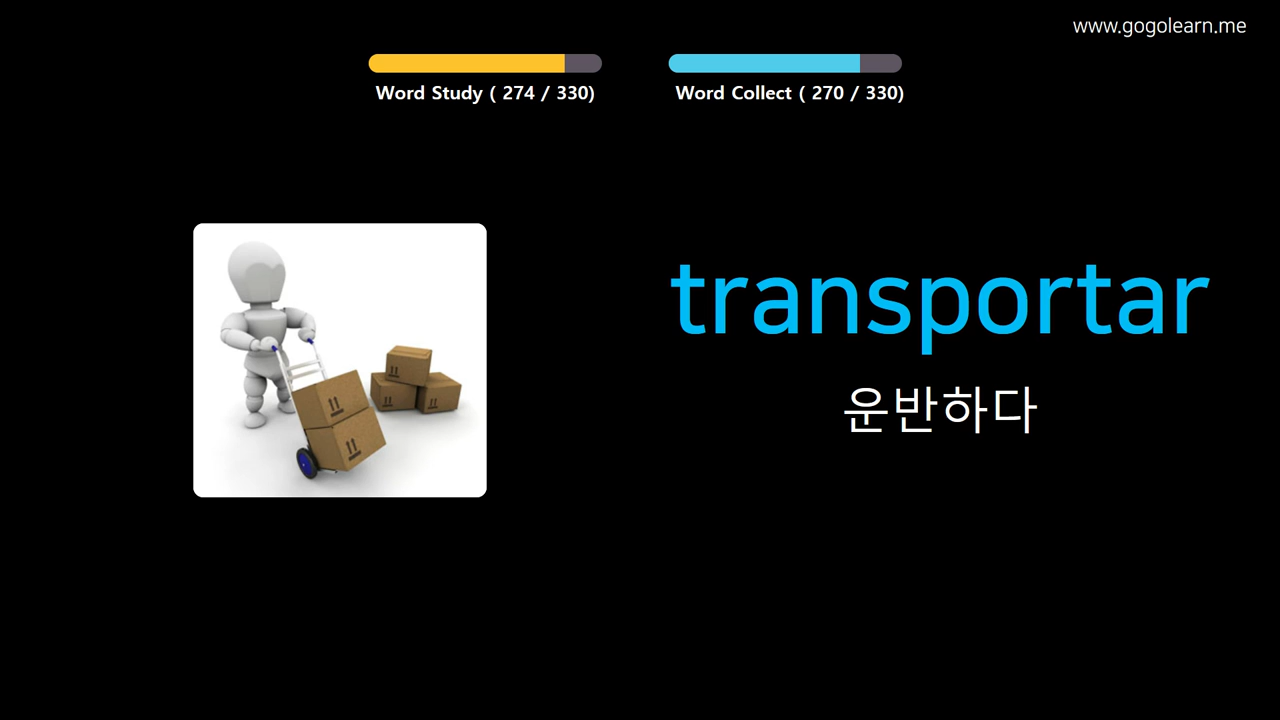 www.gogolearn.me
Word Study ( 274 / 330)
Word Collect ( 270 / 330)
transportar
운반하다